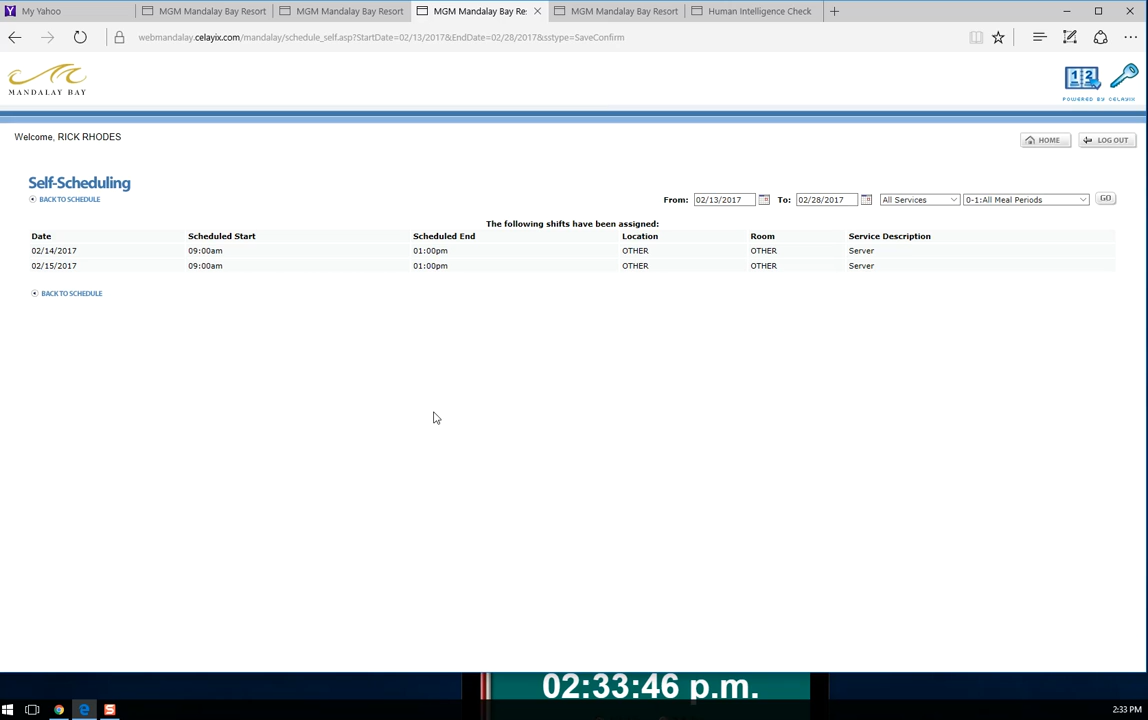 My Yahoo MGM Mandalay Bay Resort MGM Mandalay Bay Resort MGM Mandalay Bay Re: MGM Mandalay Bay Resort Human Intelligence Check
webmandalay.celayix.com/mandalay/schedule_self.asp?StartDate=02/13/2017&EndDate=02/28/2017&sstype=SaveConfirm
MANDALAY BAY
1 2
POWERED BY CELAYIX
Welcome, RICK RHODES
HOME LOG OUT
Self-Scheduling
BACK TO SCHEDULE
From: 02/13/2017 To: 02/28/2017 All Services 0-1:All Meal Periods GO
The following shifts have been assigned:
Date Scheduled Start Scheduled End Location Room Service Description
02/14/2017 09:00am 01:00pm OTHER OTHER Server
02/15/2017 09:00am 01:00pm OTHER OTHER Server
BACK TO SCHEDULE
02:33:46 p.m.
2:33 PM